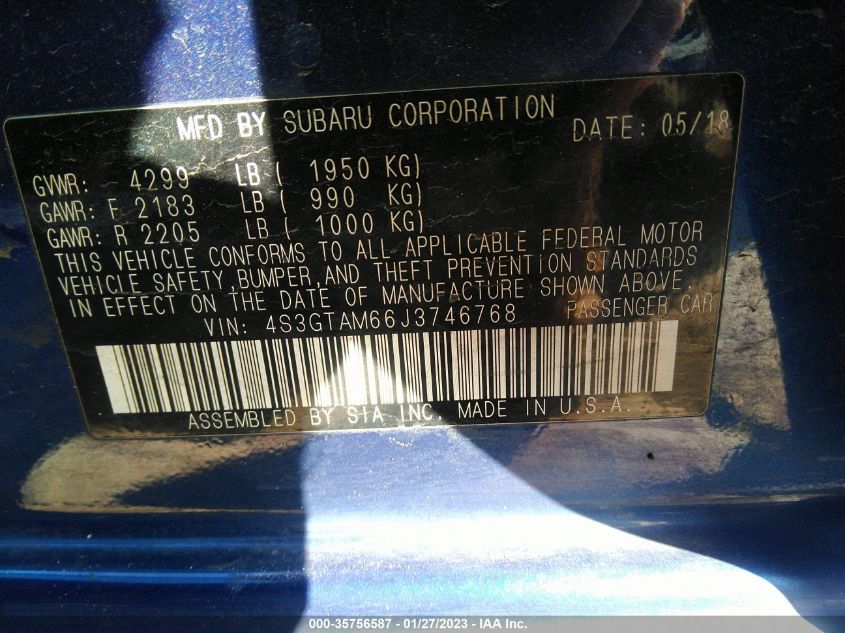 MFD BY SUBARU CORPORATION DATE: 05/18
GVWR: 4299 LB ( 1950 KG)
GAWR: F 2183 LB ( 990 KG)
GAWR: R 2205 LB ( 1000 KG)
THIS VEHICLE CONFORMS TO ALL APPLICABLE FEDERAL MOTOR
VEHICLE SAFETY,BUMPER,AND THEFT PREVENTION STANDARDS
IN EFFECT ON THE DATE OF MANUFACTURE SHOWN ABOVE.
VIN: 4S3GTAM66J3746768 PASSENGER CAR
ASSEMBLED BY SIA INC. MADE IN U.S.A.
000-35756587 - 01/27/2023 - IAA Inc.